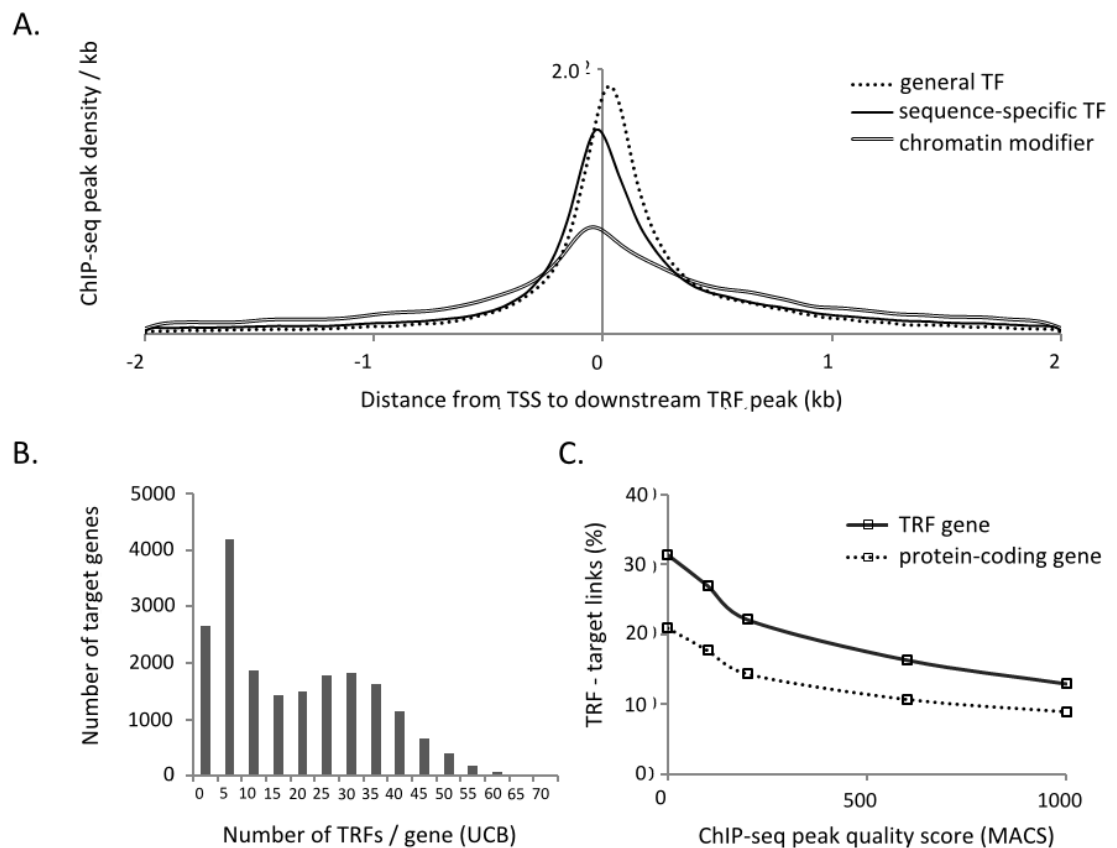 A.
ChIP-seq peak density / kb
2.0
general TF
sequence-specific TF
chromatin modifier
-2 -1 0 1 2
Distance from TSS to downstream TRF peak (kb)
B.
Number of target genes
5000
4000
3000
2000
1000
0
0 5 10 15 20 25 30 35 40 45 50 55 60 65 70
Number of TRFs / gene (UCB)
C.
TRF - target links (%)
40
30
20
10
0
TRF gene
protein-coding gene
0 500 1000
ChIP-seq peak quality score (MACS)